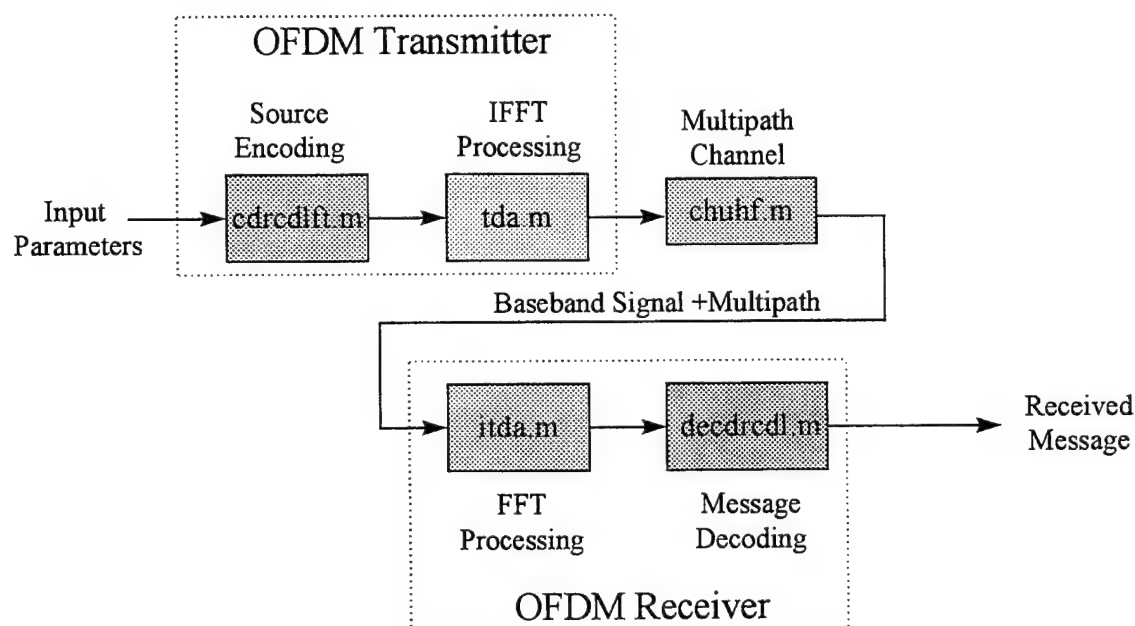 OFDM Transmitter
Source
Encoding
IFFT
Processing
Multipath
Channel
Input
Parameters
cdrcdlft.m
tda.m
chuhf.m
Baseband Signal +Multipath
itda.m
decdrcdl.m
Received
Message
FFT
Processing
Message
Decoding
OFDM Receiver